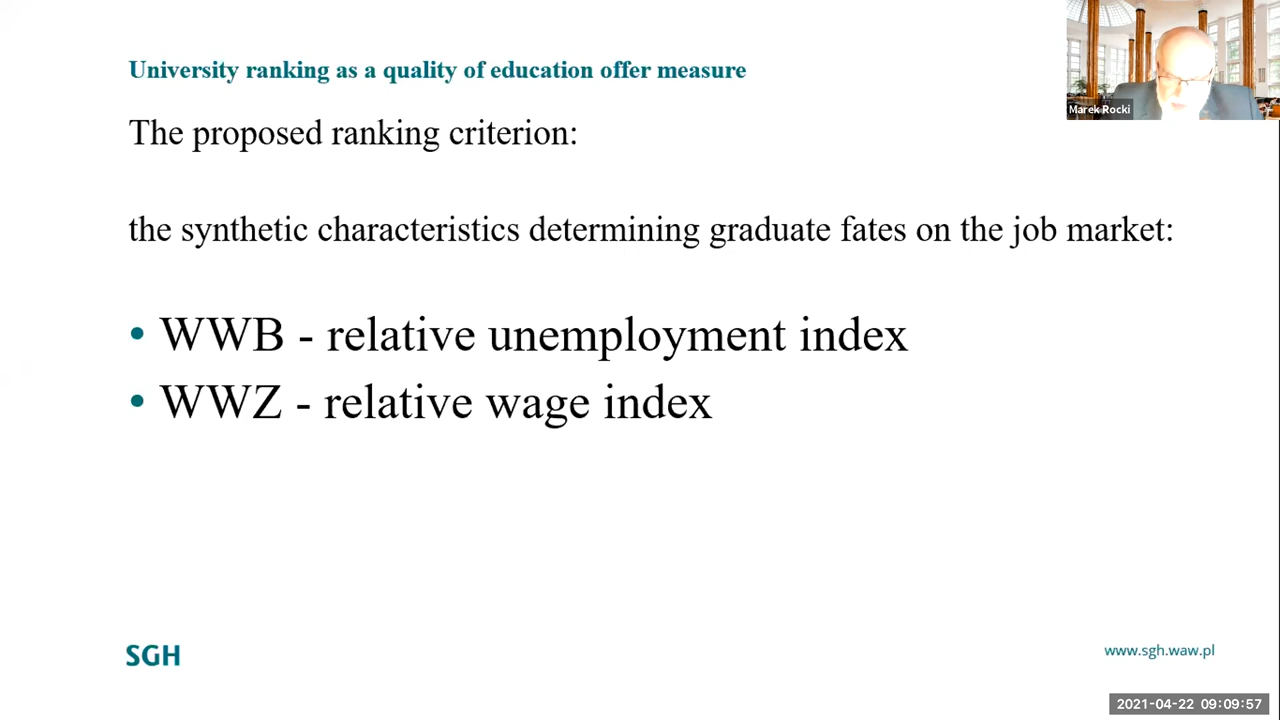 University ranking as a quality of education offer measure
Marek Rocki
The proposed ranking criterion:
the synthetic characteristics determining graduate fates on the job market:
• WWB - relative unemployment index
• WWZ - relative wage index
SGH
www.sgh.waw.pl
2021-04-22 09:09:57